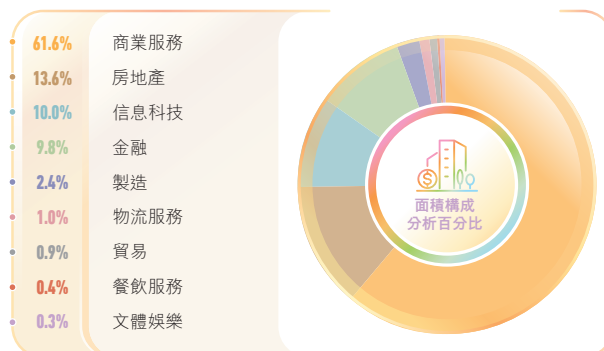 61.6% 商業服務
13.6% 房地產
10.0% 信息科技
9.8% 金融
2.4% 製造
1.0% 物流服務
0.9% 貿易
0.4% 餐飲服務
0.3% 文體娛樂
$
面積構成
分析百分比